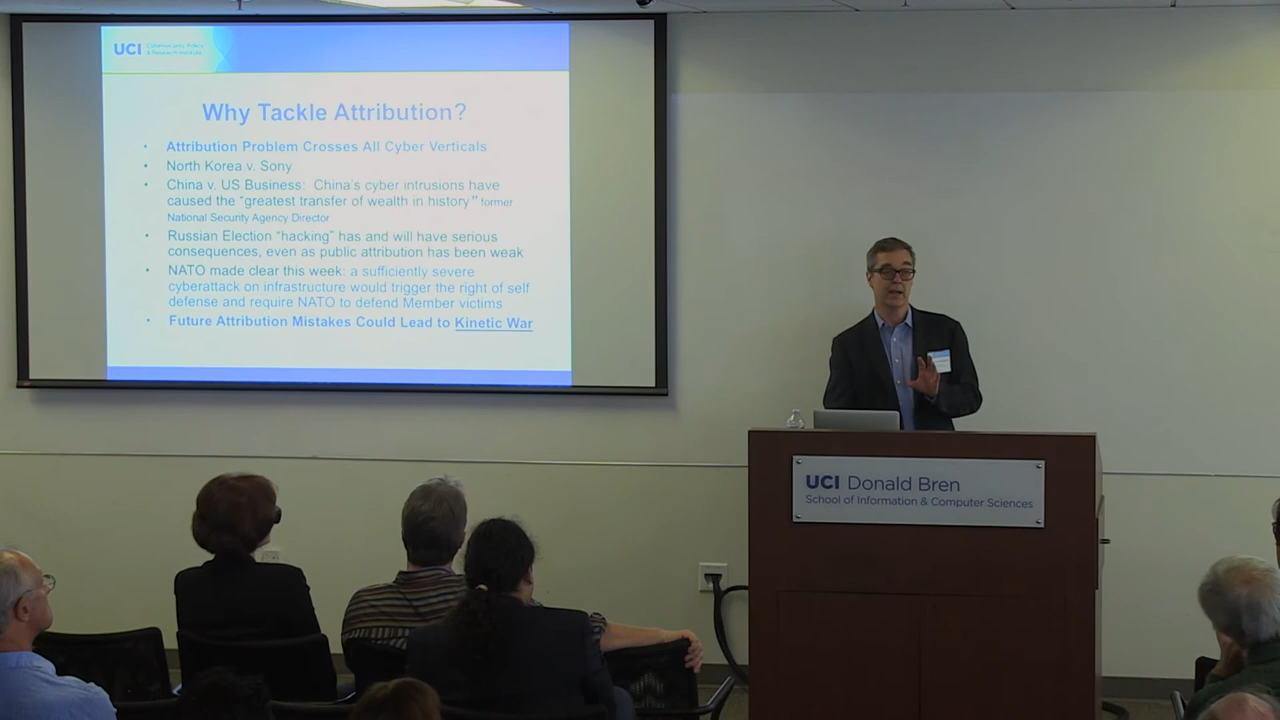 UCI Cybersecurity Policy
& Research Institute
Why Tackle Attribution?
• Attribution Problem Crosses All Cyber Verticals
• North Korea v. Sony
• China v. US Business: China's cyber intrusions have
caused the "greatest transfer of wealth in history" former
National Security Agency Director
• Russian Election "hacking" has and will have serious
consequences, even as public attribution has been weak
• NATO made clear this week: a sufficiently severe
cyberattack on infrastructure would trigger the right of self
defense and require NATO to defend Member victims
• Future Attribution Mistakes Could Lead to Kinetic War
UCI Donald Bren
School of Information & Computer Sciences